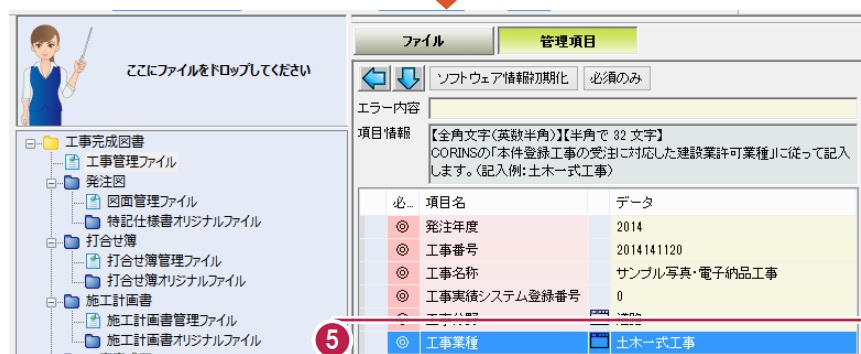 ここにファイルをドロップしてください
工事完成図書
工事管理ファイル
発注図
図面管理ファイル
特記仕様書オリジナルファイル
打合せ簿
打合せ簿管理ファイル
打合せ簿オリジナルファイル
施工計画書
施工計画書管理ファイル
施工計画書オリジナルファイル
ファイル 管理項目
ソフトウェア情報初期化 必須のみ
エラー内容
項目情報 【全角文字(英数半角)】【半角で 32 文字】
CORINSの「本件登録工事の受注に対応した建設業許可業種」に従って記入
します。(記入例:土木一式工事)
必... 項目名 データ
◎ 発注年度 2014
◎ 工事番号 2014141120
◎ 工事名称 サンプル写真・電子納品工事
◎ 工事実績システム登録番号 0
5 ◎ 工事業種 土木一式工事